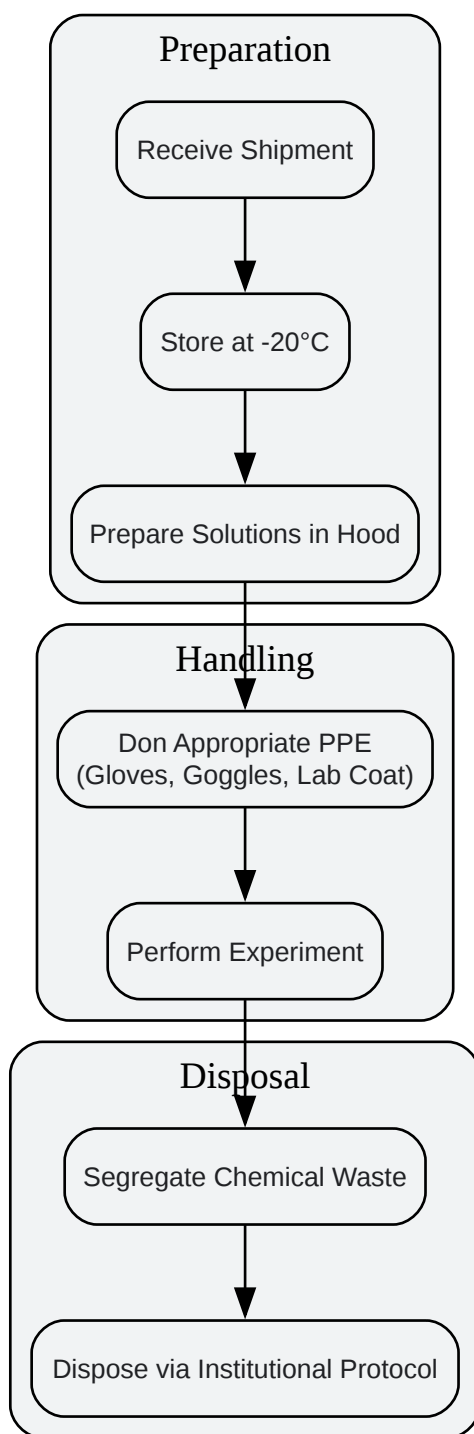 Preparation
Receive Shipment
Store at -20°C
Prepare Solutions in Hood
Handling
Don Appropriate PPE
(Gloves, Goggles, Lab Coat)
Perform Experiment
Disposal
Segregate Chemical Waste
Dispose via Institutional Protocol